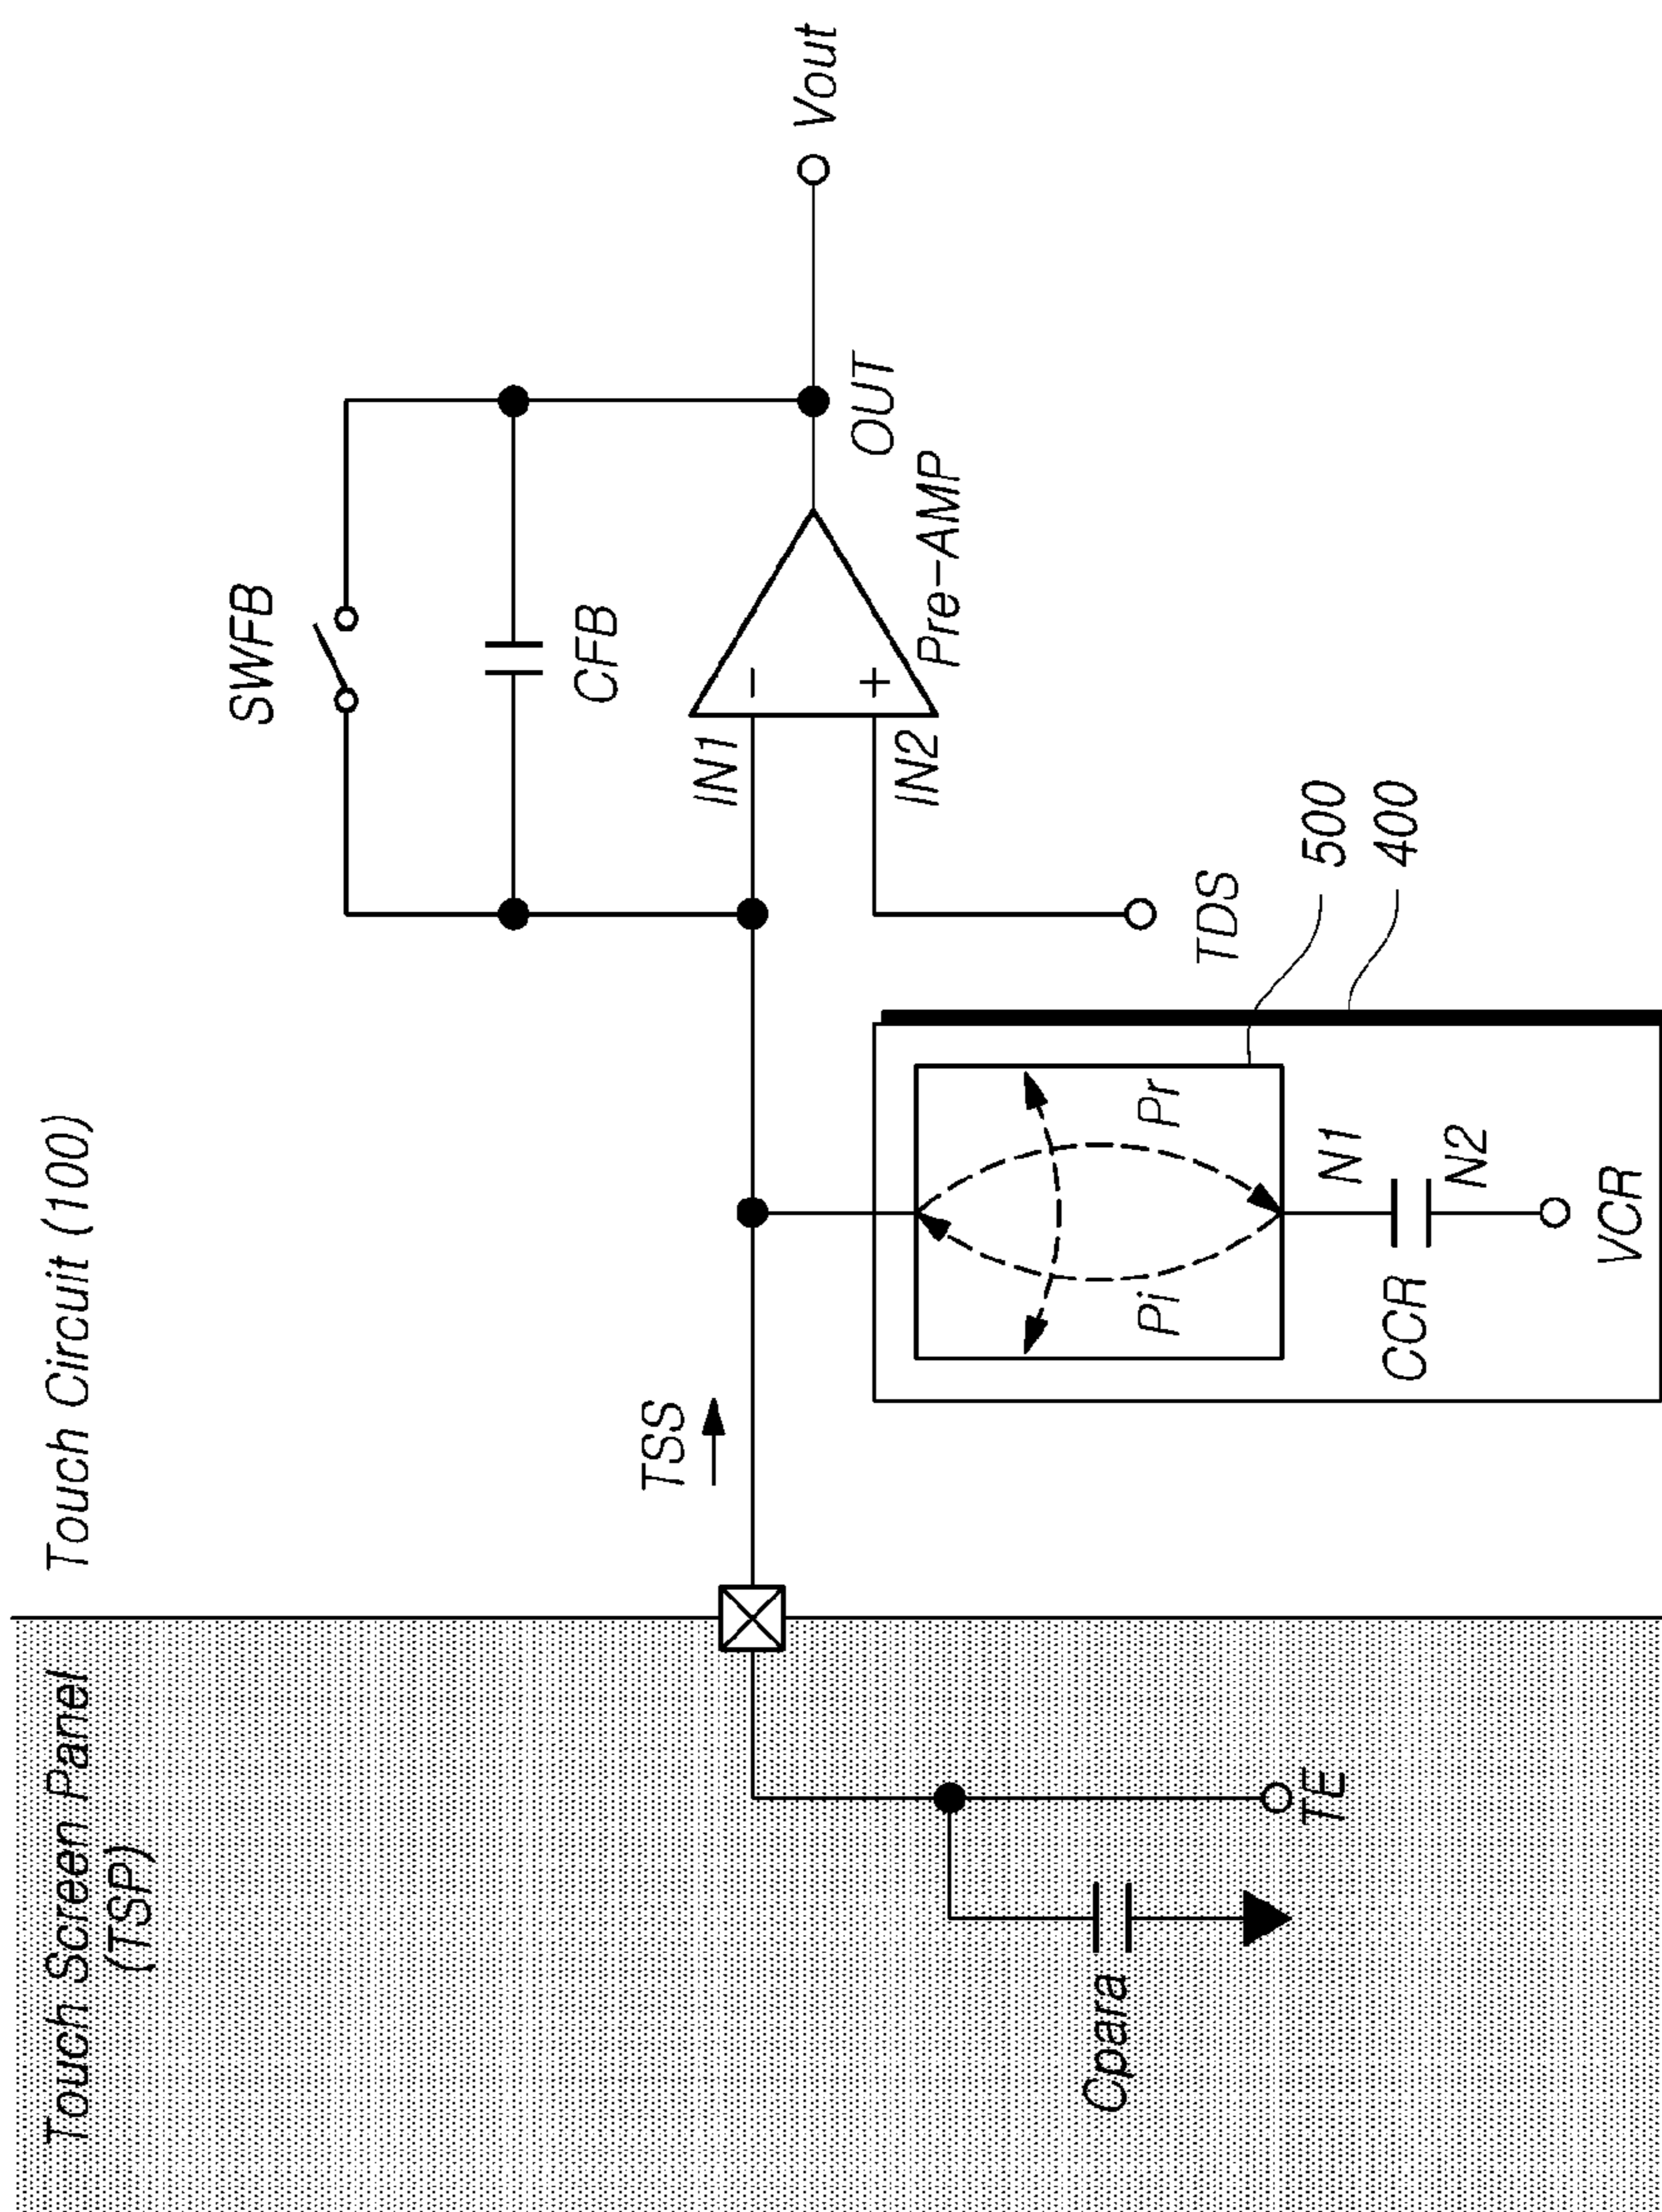 Touch Screen Panel
(TSP)
Touch Circuit (100)
SWFB
CFB
TSS
IN1
−
IN2
+
Pre-AMP
OUT
Vout
TDS
500
400
Pi
Pr
N1
CCR
N2
VCR
Cpara
TE